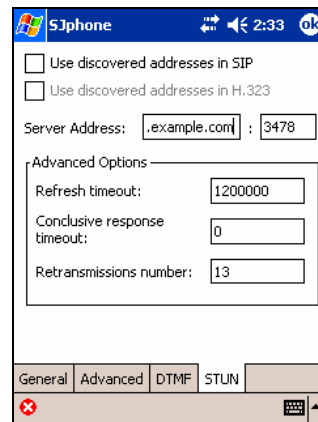 SJphone 2:33 ok
Use discovered addresses in SIP
Use discovered addresses in H.323
Server Address: .example.com : 3478
Advanced Options
Refresh timeout: 1200000
Conclusive response timeout: 0
Retransmissions number: 13
General Advanced DTMF STUN